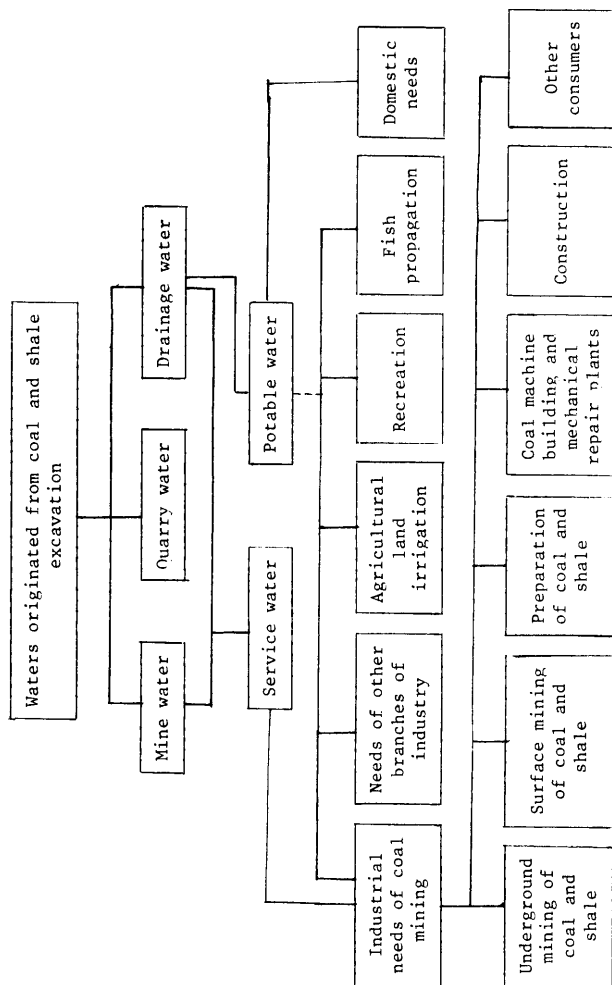 Waters originated from coal and shale
excavation
Mine water
Quarry water
Drainage water
Service water
Potable water
Industrial
needs of coal
mining
Needs of other
branches of
industry
Agricultural
land
irrigation
Recreation
Fish
propagation
Domestic
needs
Underground
mining of
coal and
shale
Surface mining
of coal and
shale
Preparation
of coal and
shale
Coal machine
building and
mechanical
repair plants
Construction
Other
consumers